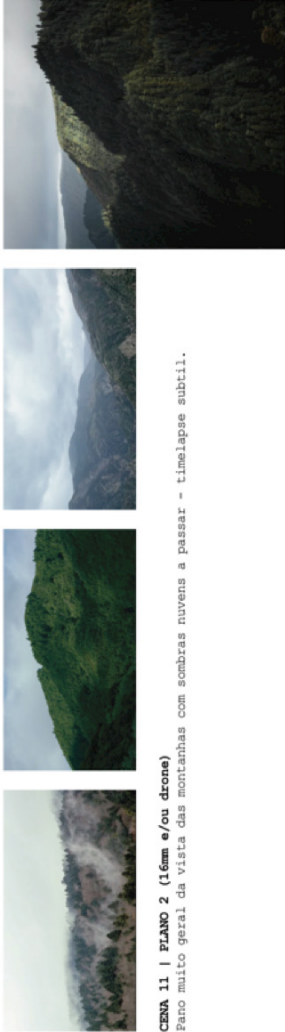 CENA 11 | PLANO 2 (16mm e/ou drone)
Pano muito geral da vista das montanhas com sombras nuvens a passar - timelapse subtil.